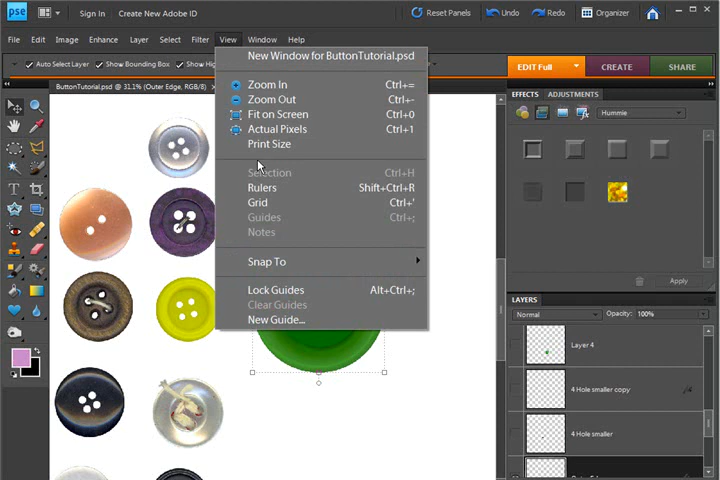 pse
Sign In
Create New Adobe ID
Reset Panels
Undo
Redo
Organizer
File
Edit
Image
Enhance
Layer
Select
Filter
View
Window
Help
Auto Select Layer
Show Bounding Box
Show Hig
EDIT Full
CREATE
SHARE
ButtonTutorial.psd @ 31.1% (Outer Edge, RGB/8)
New Window for ButtonTutorial.psd
Zoom In Ctrl+=
Zoom Out Ctrl+-
Fit on Screen Ctrl+0
Actual Pixels Ctrl+1
Print Size
Selection Ctrl+H
Rulers Shift+Ctrl+R
Grid Ctrl+'
Guides Ctrl+;
Notes
Snap To
Lock Guides Alt+Ctrl+;
Clear Guides
New Guide...
EFFECTS
ADJUSTMENTS
Hummie
Apply
LAYERS
Normal
Opacity: 100%
Layer 4
4 Hole smaller copy
4 Hole smaller